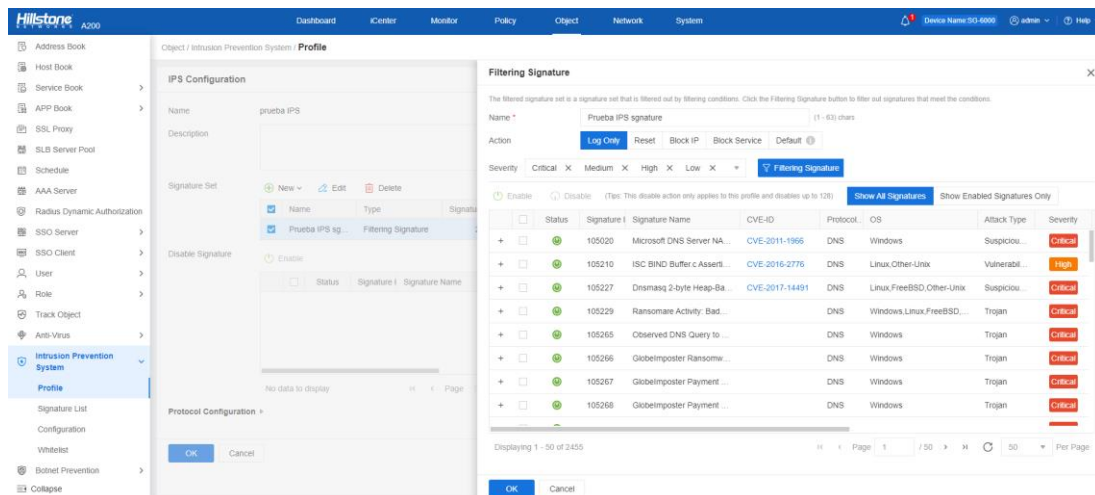 Hillstone NETWORKS A200
Dashboard iCenter Monitor Policy Object Network System
1 Device Name:SG-6000 admin Help
Address Book
Host Book
Service Book
APP Book
SSL Proxy
SLB Server Pool
Schedule
AAA Server
Radius Dynamic Authorization
SSO Server
SSO Client
User
Role
Track Object
Anti-Virus
Intrusion Prevention
System
Profile
Signature List
Configuration
Whitelist
Botnet Prevention
Collapse
Object / Intrusion Prevention System / Profile
IPS Configuration
Name prueba IPS
Description
Signature Set New Edit Delete
Name Type Signatu
Prueba IPS sg... Filtering Signature
Disable Signature Enable
Status Signature I Signature Name
No data to display Page
Protocol Configuration +
OK Cancel
Filtering Signature
The filtered signature set is a signature set that is filtered out by filtering conditions. Click the Filtering Signature button to filter out signatures that meet the conditions.
Name * Prueba IPS sgnature (1 - 63) chars
Action Log Only Reset Block IP Block Service Default
Severity Critical X Medium X High X Low X Filtering Signature
Enable Disable (Tips: This disable action only applies to this profile and disables up to 128) Show All Signatures Show Enabled Signatures Only
Status Signature I Signature Name CVE-ID Protocol... OS Attack Type Severity
+ 105020 Microsoft DNS Server NA... CVE-2011-1966 DNS Windows Suspiciou... Critical
+ 105210 ISC BIND Buffer.c Asserti... CVE-2016-2776 DNS Linux,Other-Unix Vulnerabil... High
+ 105227 Dnsmasq 2-byte Heap-Ba... CVE-2017-14491 DNS Linux,FreeBSD,Other-Unix Suspiciou... Critical
+ 105229 Ransomare Activity: Bad... DNS Windows,Linux,FreeBSD,... Trojan Critical
+ 105265 Observed DNS Query to ... DNS Windows Trojan Critical
+ 105266 GlobeImposter Ransomw... DNS Windows Trojan Critical
+ 105267 GlobeImposter Payment ... DNS Windows Trojan Critical
+ 105268 GlobeImposter Payment ... DNS Windows Trojan Critical
Displaying 1 - 50 of 2455 Page 1 / 50 50 Per Page
OK Cancel